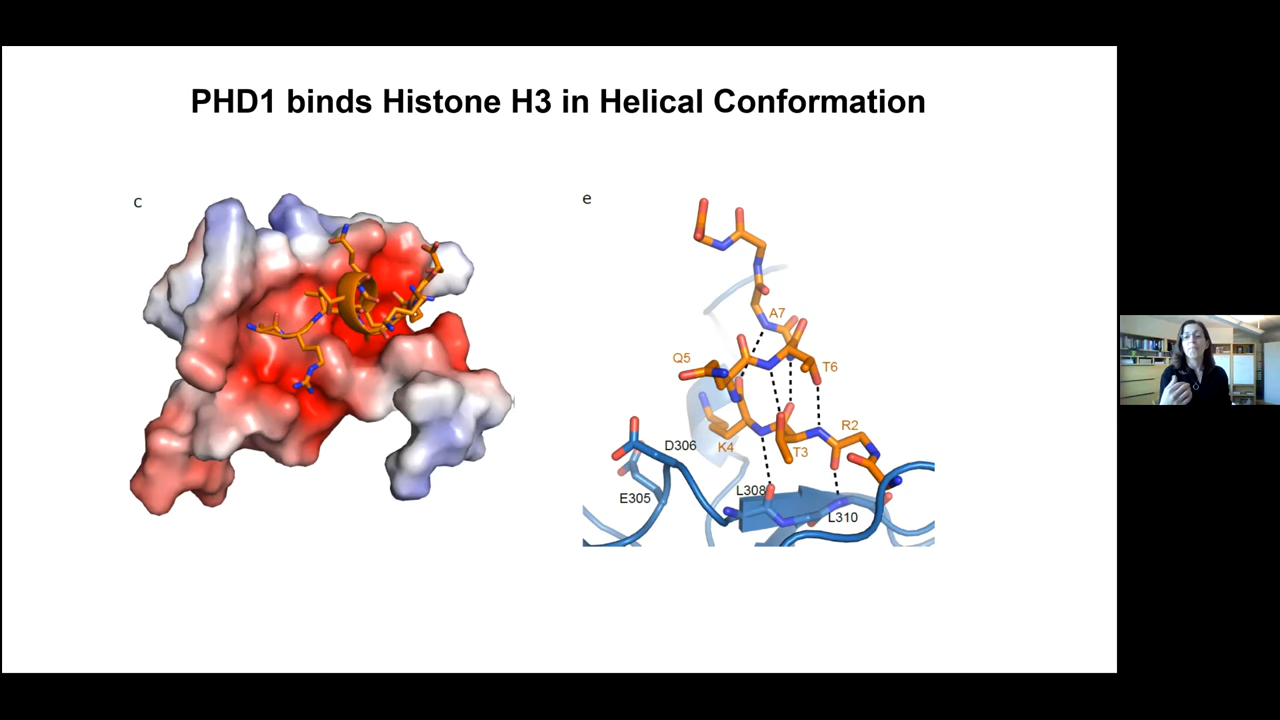 PHD1 binds Histone H3 in Helical Conformation
c
e
A7
Q5
T6
R2
K4
T3
D306
E305
L308
L310